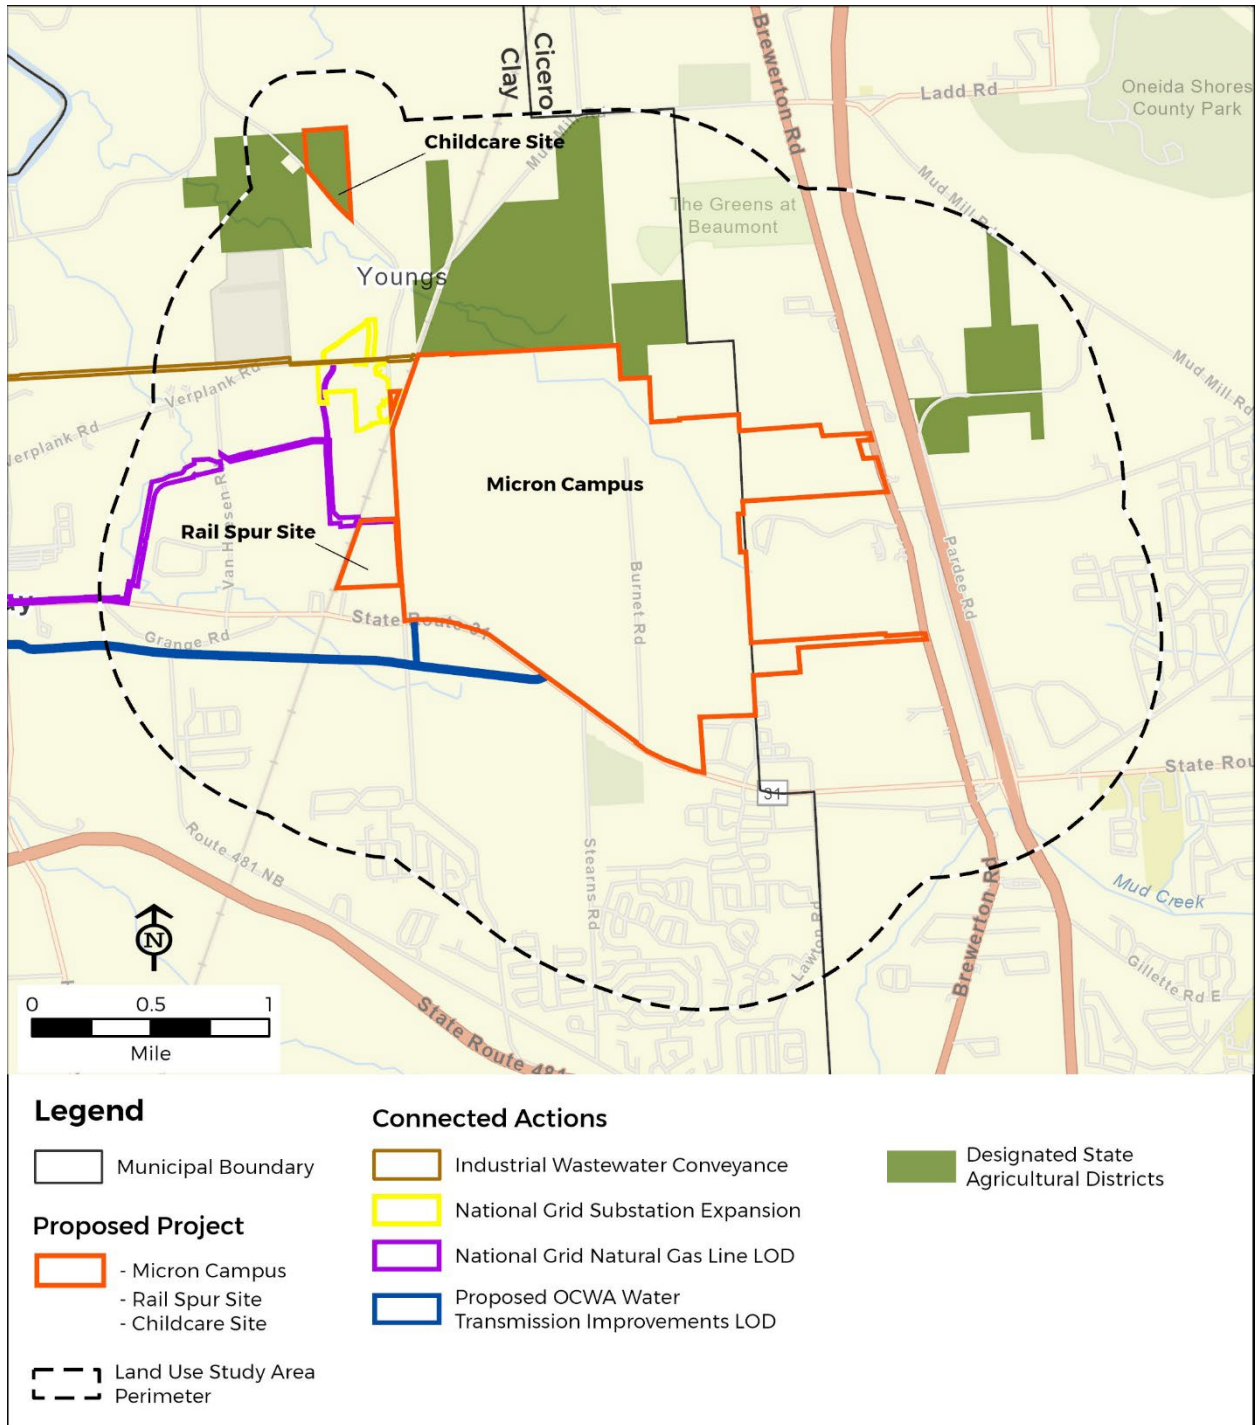 Cicero
Clay
Brewerton Rd
Ladd Rd
Oneida Shores
County Park
Childcare Site
Mud Mill Rd
Mud Mill Rd
The Greens at
Beaumont
Youngs
Mud Mill Rd
Verplank Rd
Verplank Rd
Micron Campus
Van Hoesen R
Rail Spur Site
Burnet Rd
Pardee Rd
ay
State Route 31
Grange Rd
31
State Rou
Route 481 NB
Stearns Rd
Lawton Rd
Brewerton Rd
Mud Creek
Gillette Rd E
State Route 481
N
0 0.5 1
Mile
Legend
Municipal Boundary
Proposed Project
- Micron Campus
- Rail Spur Site
- Childcare Site
Land Use Study Area
Perimeter
Connected Actions
Industrial Wastewater Conveyance
National Grid Substation Expansion
National Grid Natural Gas Line LOD
Proposed OCWA Water
Transmission Improvements LOD
Designated State
Agricultural Districts